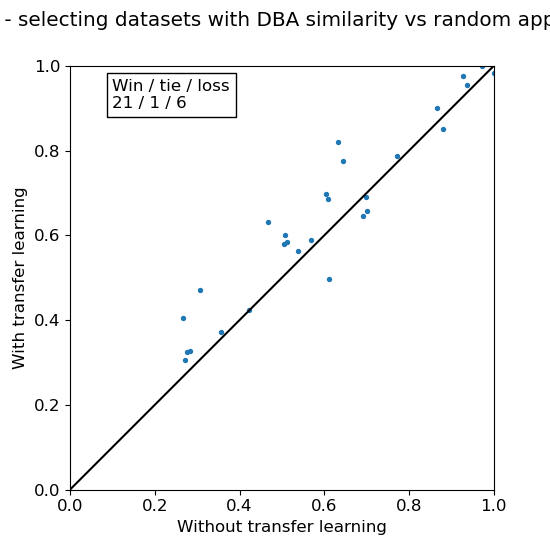 - selecting datasets with DBA similarity vs random app
Win / tie / loss
21 / 1 / 6
1.0
0.8
0.6
0.4
0.2
0.0
With transfer learning
0.0 0.2 0.4 0.6 0.8 1.0
Without transfer learning